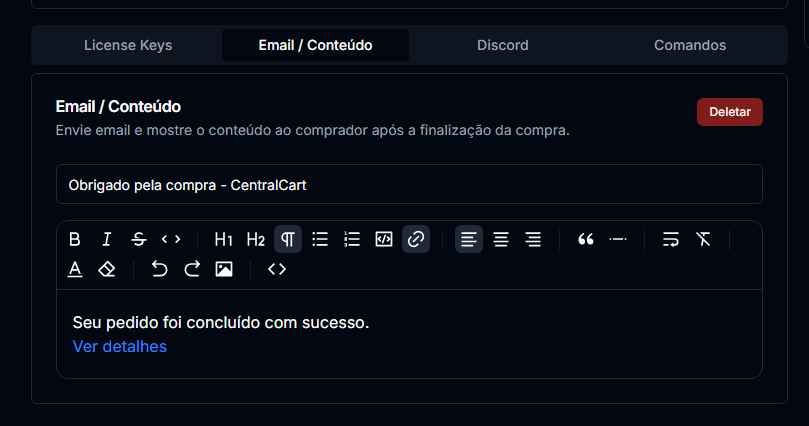 License Keys
Email / Conteúdo
Discord
Comandos
Email / Conteúdo
Deletar
Envie email e mostre o conteúdo ao comprador após a finalização da compra.
Obrigado pela compra - CentralCart
B I S H1 H2
A
Seu pedido foi concluído com sucesso.
Ver detalhes